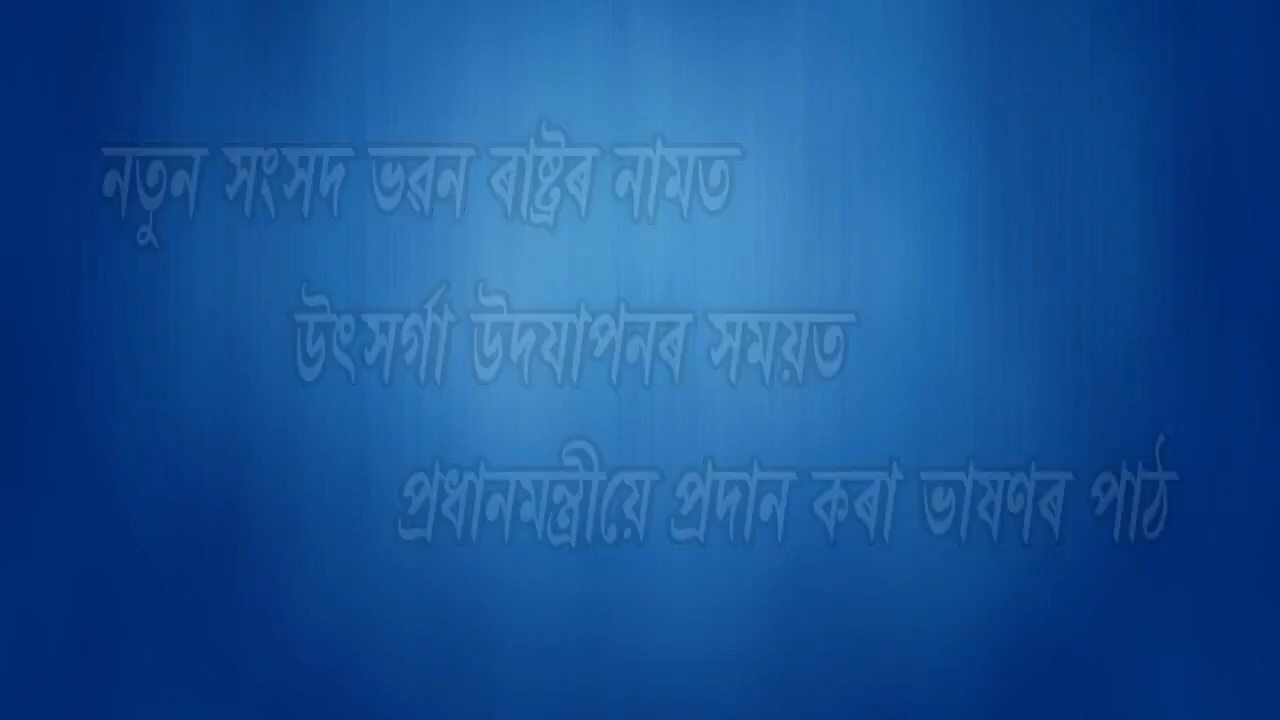 নতুন সংসদ ভৱন ৰাষ্ট্ৰৰ নামত
উৎসৰ্গা উদযাপনৰ সময়ত
প্ৰধানমন্ত্ৰীয়ে প্ৰদান কৰা ভাষণৰ পাঠ